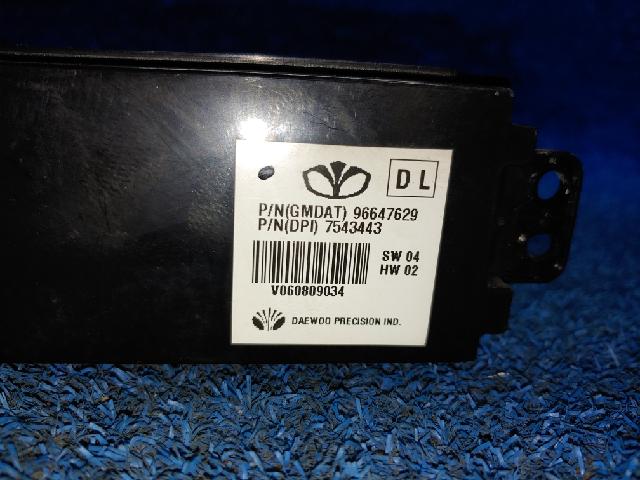 DL
P/N(GMDAT) 96647629
P/N(DPI) 7543443
SW 04
HW 02
V060809034
DAEWOO PRECISION IND.